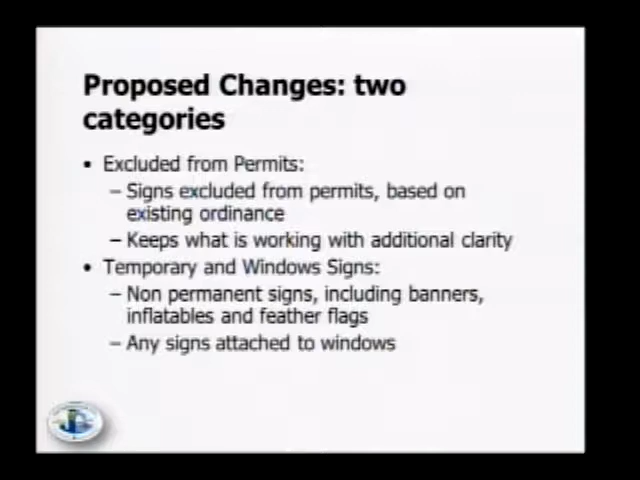 Proposed Changes: two
categories
• Excluded from Permits:
– Signs excluded from permits, based on
existing ordinance
– Keeps what is working with additional clarity
• Temporary and Windows Signs:
– Non permanent signs, including banners,
inflatables and feather flags
– Any signs attached to windows